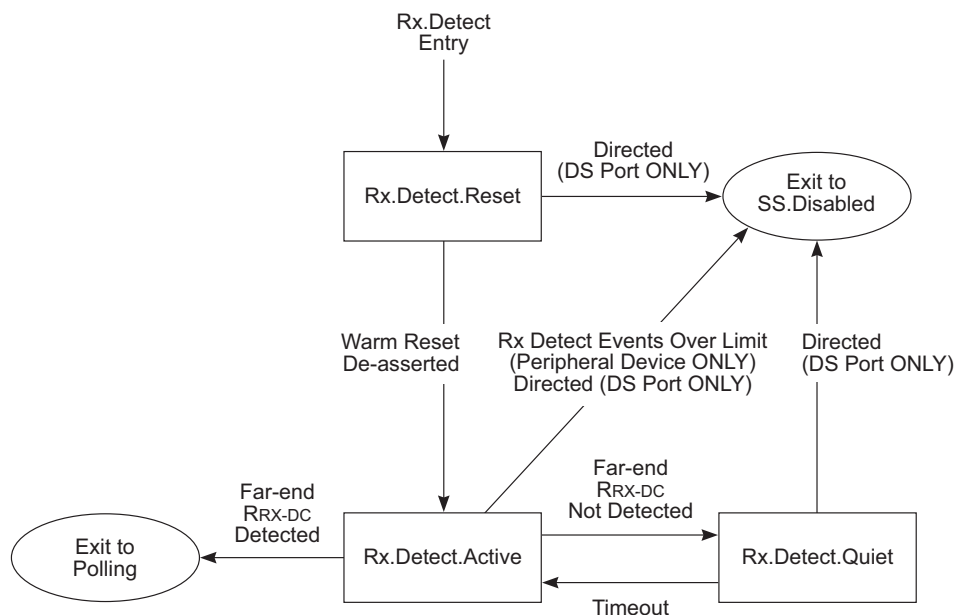 Rx.Detect
Entry
Directed
(DS Port ONLY)
Rx.Detect.Reset
Exit to
SS.Disabled
Warm Reset
De-asserted
Rx Detect Events Over Limit
(Peripheral Device ONLY)
Directed (DS Port ONLY)
Directed
(DS Port ONLY)
Far-end
RRX-DC
Detected
Far-end
RRX-DC
Not Detected
Exit to
Polling
Rx.Detect.Active
Rx.Detect.Quiet
Timeout